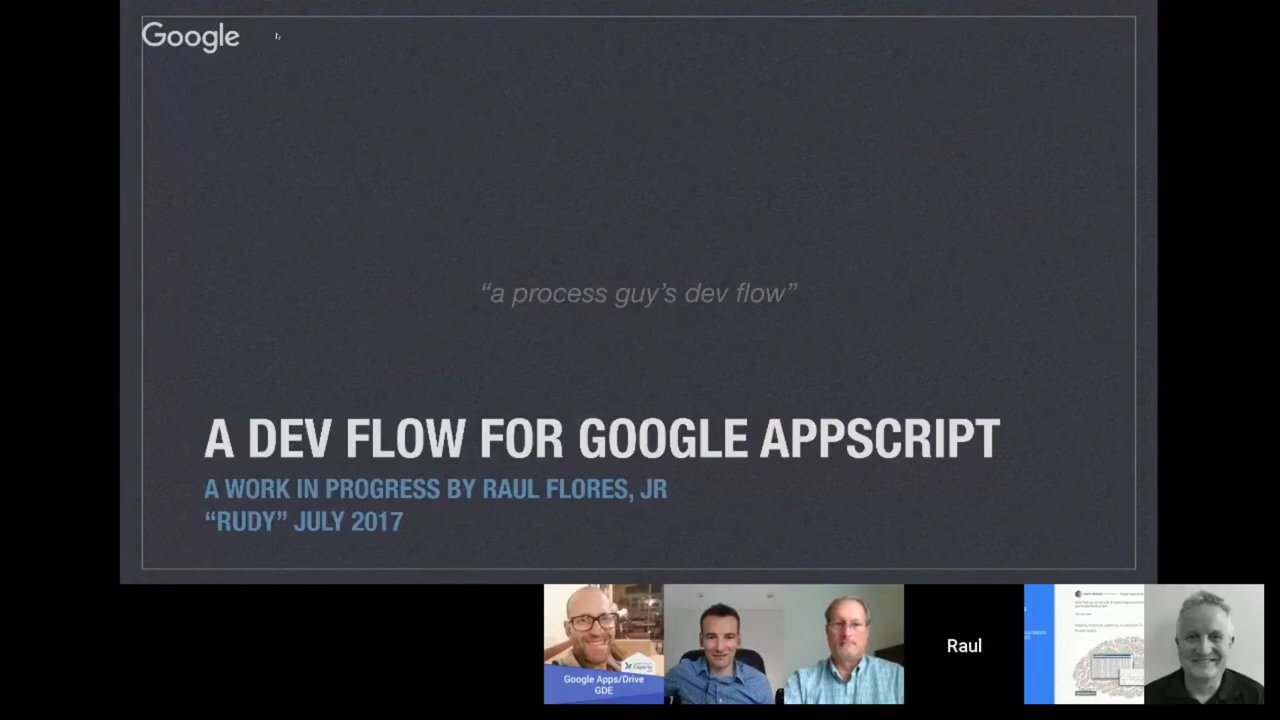 Google
“a process guy’s dev flow”
A DEV FLOW FOR GOOGLE APPSCRIPT
A WORK IN PROGRESS BY RAUL FLORES, JR
“RUDY” JULY 2017
Google Apps/Drive
GDE
Experts
Raul